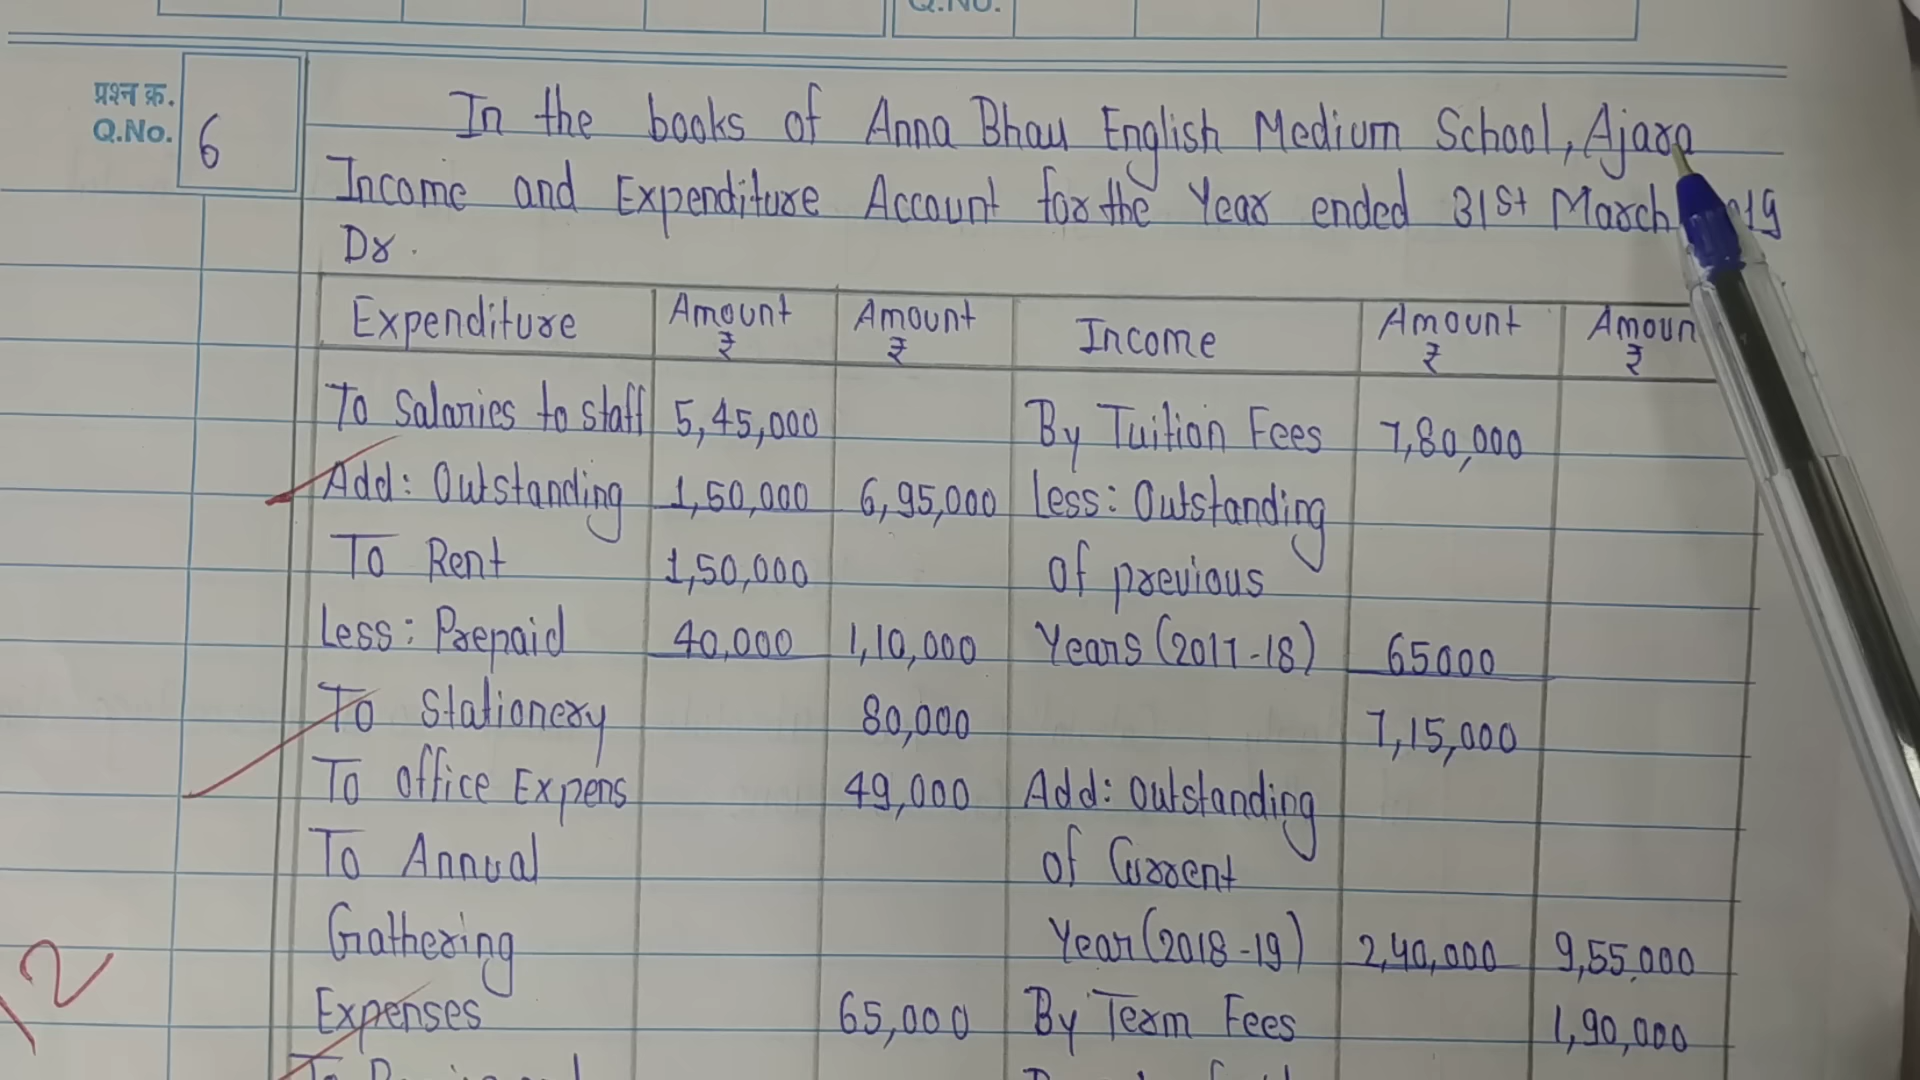 Q.No.
प्रश्न क्र.
Q.No. 6
In the books of Anna Bhau English Medium School, Ajara
Income and Expenditure Account for the Year ended 31st March
Dr.
Expenditure Amount ₹ Amount ₹ Income Amount ₹ Amoun ₹
To Salaries to staff 5,45,000 By Tuition Fees 7,80,000
Add: Outstanding 1,50,000 6,95,000 Less: Outstanding
To Rent 1,50,000 of previous
Less: Prepaid 40,000 1,10,000 Years (2017-18) 65000
To Stationery 80,000 7,15,000
To Office Expens 49,000 Add: Outstanding
To Annual of Current
Gathering Year (2018-19) 2,40,000 9,55,000
Expenses 65,000 By Term Fees 1,90,000
12